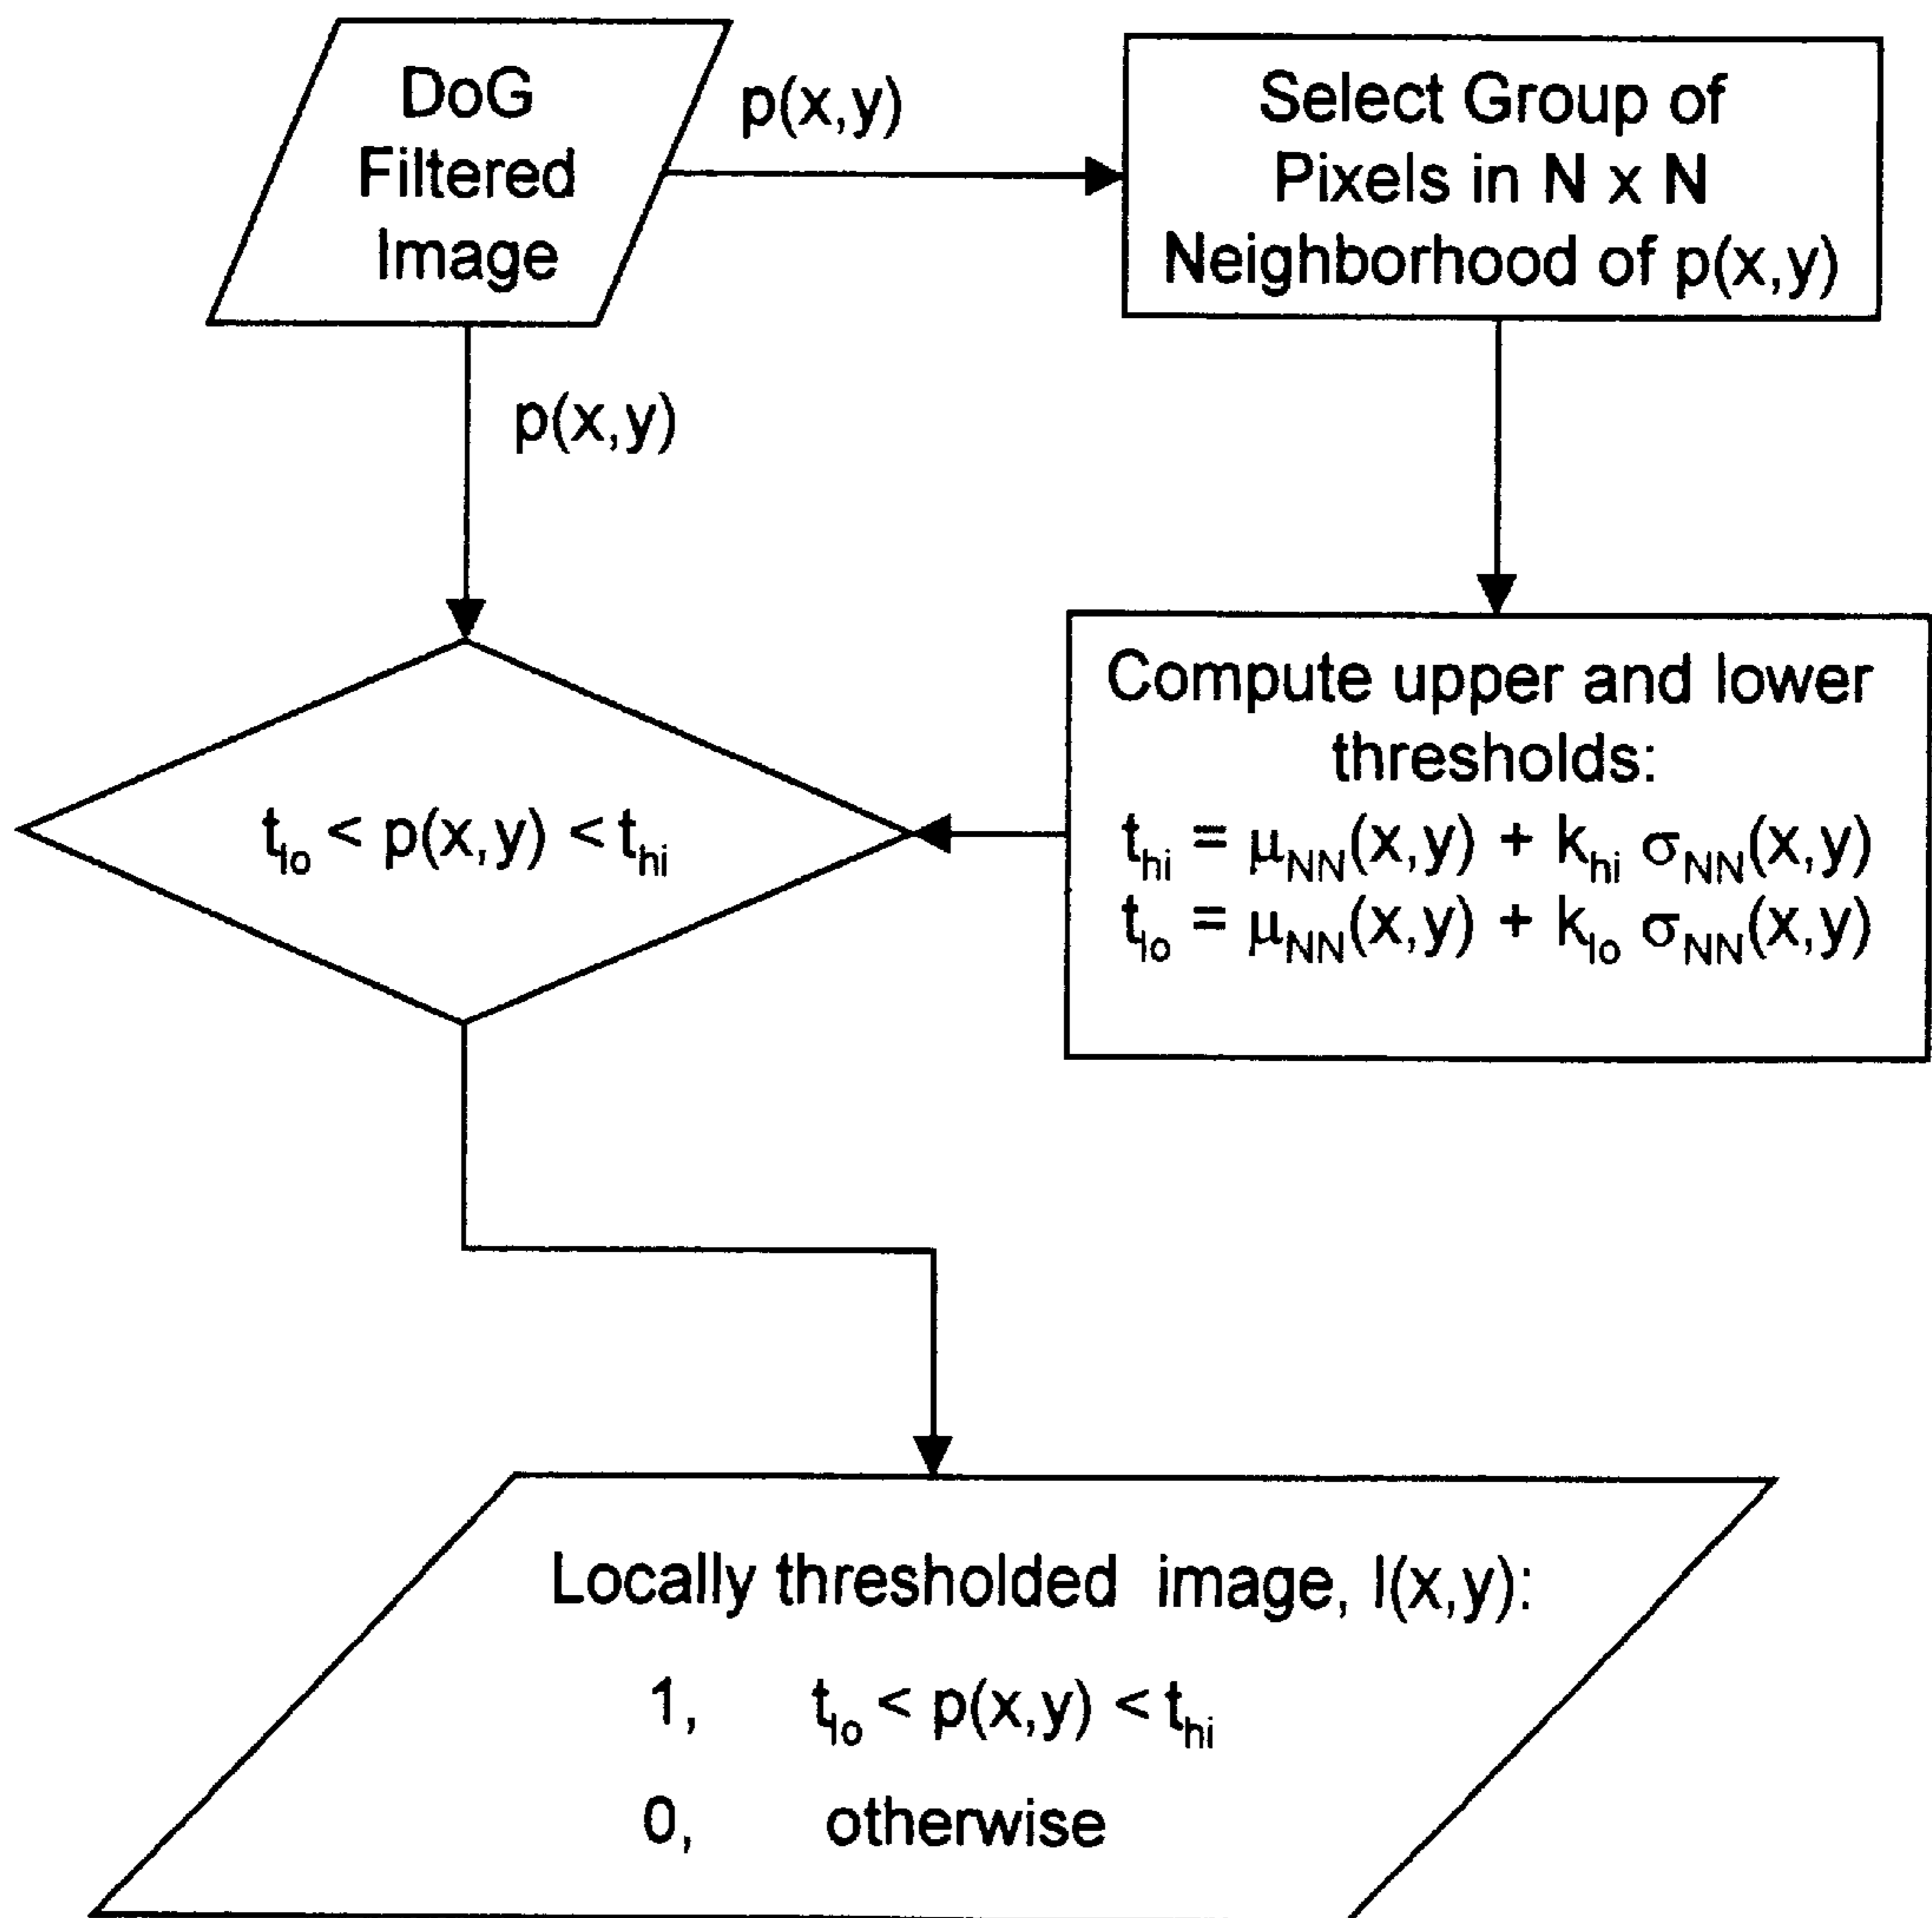 DoG
Filtered
Image
p(x,y)
Select Group of
Pixels in N x N
Neighborhood of p(x,y)
p(x,y)
t_lo < p(x,y) < t_hi
Compute upper and lower
thresholds:
t_hi = μ_NN(x,y) + k_hi σ_NN(x,y)
t_lo = μ_NN(x,y) + k_lo σ_NN(x,y)
Locally thresholded image, I(x,y):
1, t_lo < p(x,y) < t_hi
0, otherwise